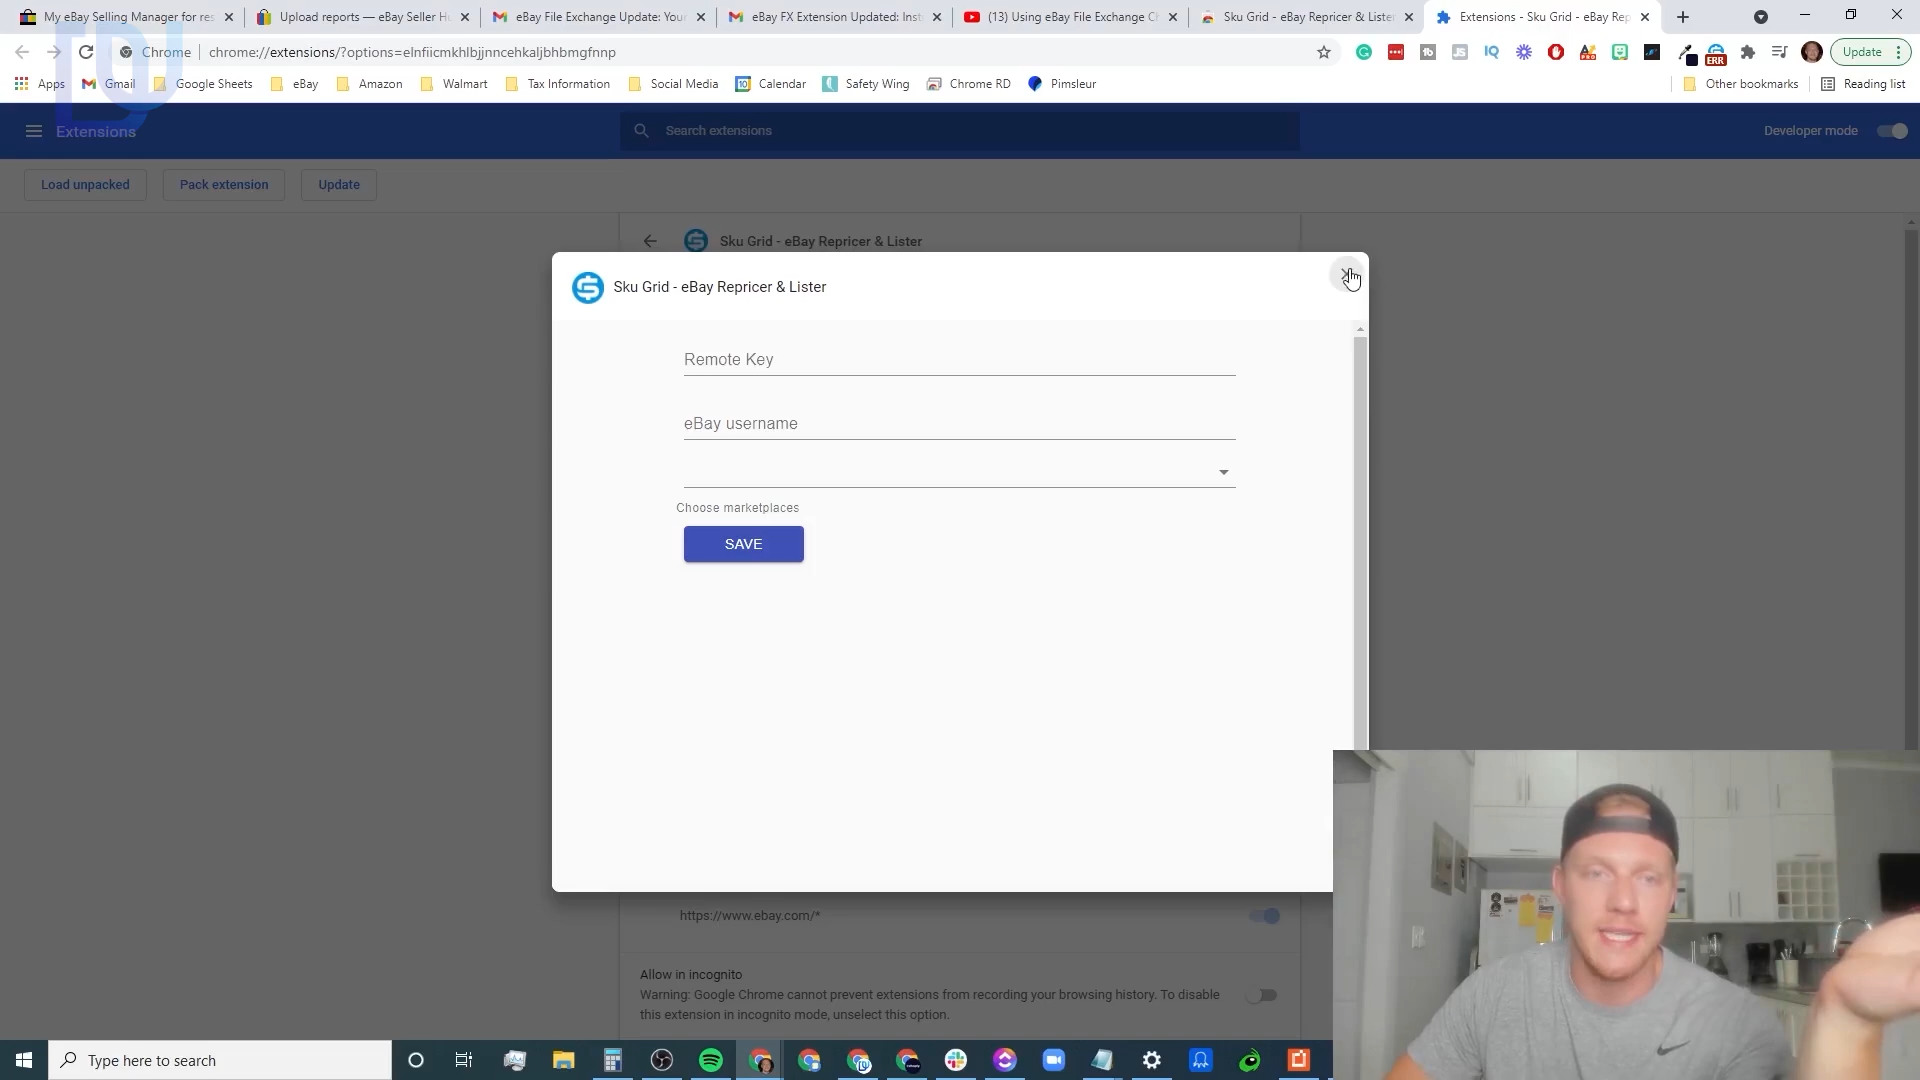 My eBay Selling Manager for res
Upload reports — eBay Seller Hu
eBay File Exchange Update: Your
eBay FX Extension Updated: Inst
(13) Using eBay File Exchange C
Sku Grid - eBay Repricer & Lister
Extensions - Sku Grid - eBay Rep
Chrome
chrome://extensions/?options=elnfiicmkhlbjjnncehkaljbhbmgfnnp
Update
Apps
Gmail
Google Sheets
eBay
Amazon
Walmart
Tax Information
Social Media
Calendar
Safety Wing
Chrome RD
Pimsleur
Other bookmarks
Reading list
Extensions
Search extensions
Developer mode
Load unpacked
Pack extension
Update
Sku Grid - eBay Repricer & Lister
Sku Grid - eBay Repricer & Lister
Remote Key
eBay username
Choose marketplaces
SAVE
https://www.ebay.com/*
Allow in incognito
Warning: Google Chrome cannot prevent extensions from recording your browsing history. To disable
this extension in incognito mode, unselect this option.
Type here to search